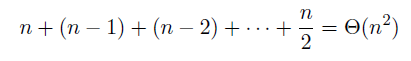 n + (n − 1) + (n − 2) + · · · + n/2 = Θ(n²)